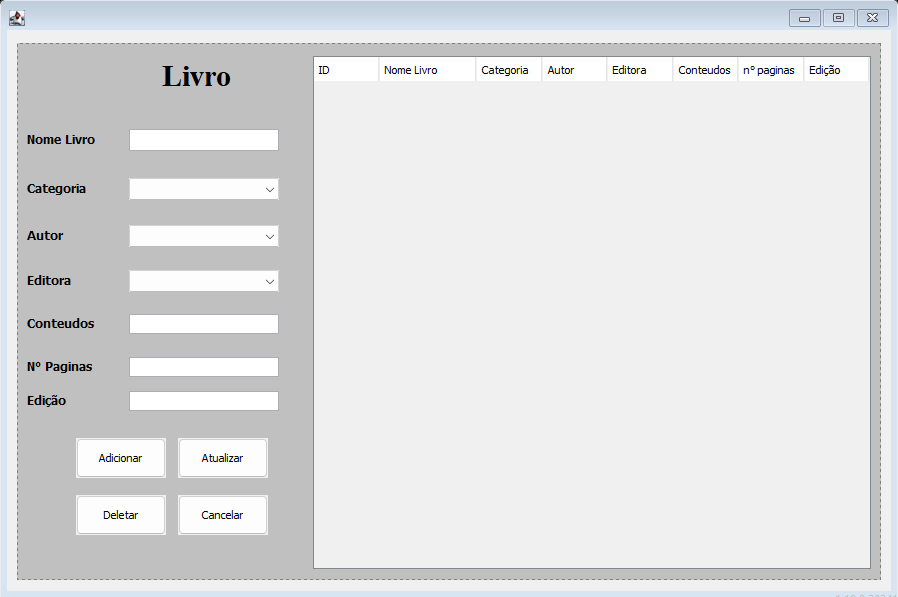 Livro
Nome Livro
Categoria
Autor
Editora
Conteudos
Nº Paginas
Edição
Adicionar Atualizar
Deletar Cancelar
ID Nome Livro Categoria Autor Editora Conteudos nº paginas Edição